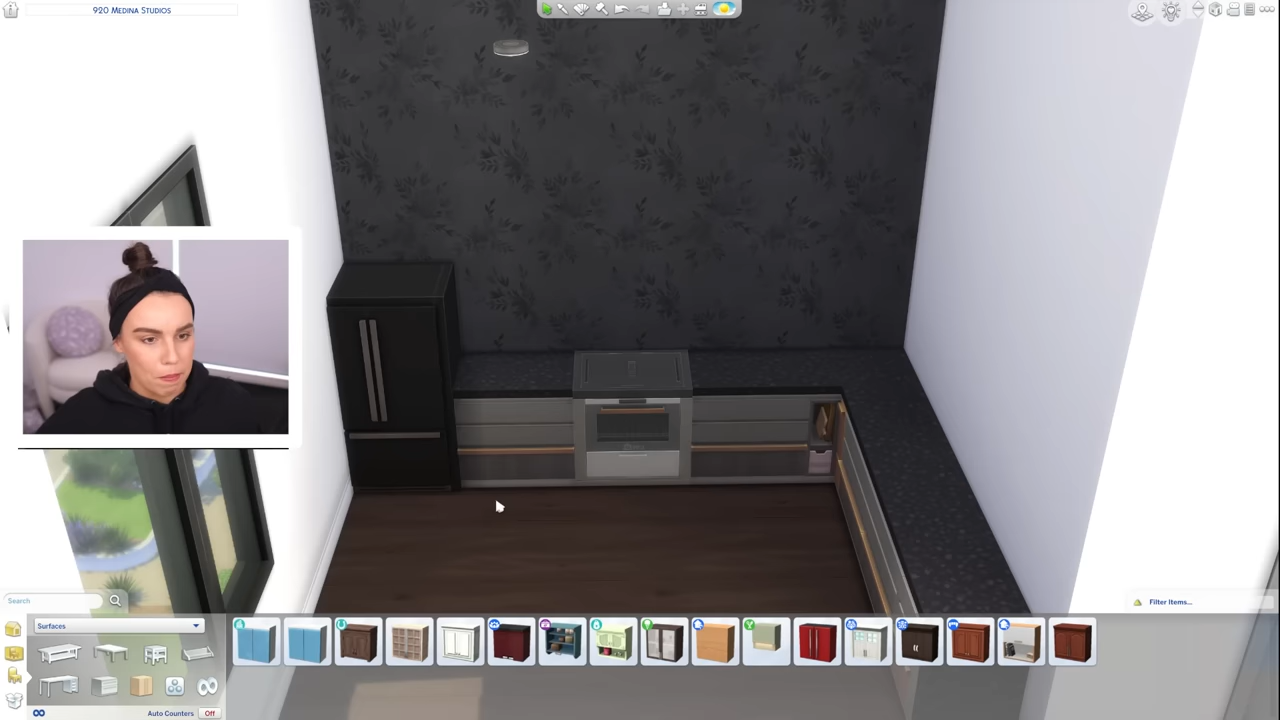 920 MEDINA STUDIOS
Search
Filter Items...
Surfaces
Auto Counters Off